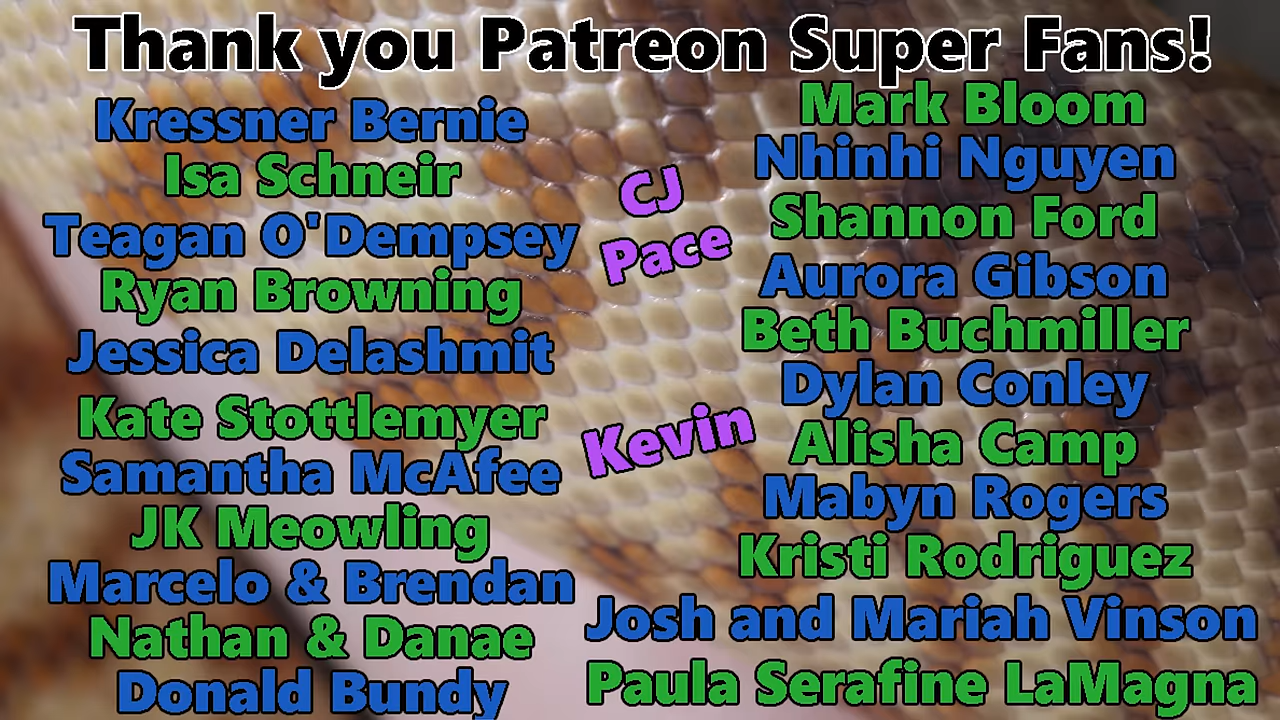 Thank you Patreon Super Fans!
Kressner Bernie
Isa Schneir
Teagan O'Dempsey
Ryan Browning
Jessica Delashmit
Kate Stottlemyer
Samantha McAfee
JK Meowling
Marcelo & Brendan
Nathan & Danae
Donald Bundy
CJ
Pace
Kevin
Mark Bloom
Nhinhi Nguyen
Shannon Ford
Aurora Gibson
Beth Buchmiller
Dylan Conley
Alisha Camp
Mabyn Rogers
Kristi Rodriguez
Josh and Mariah Vinson
Paula Serafine LaMagna